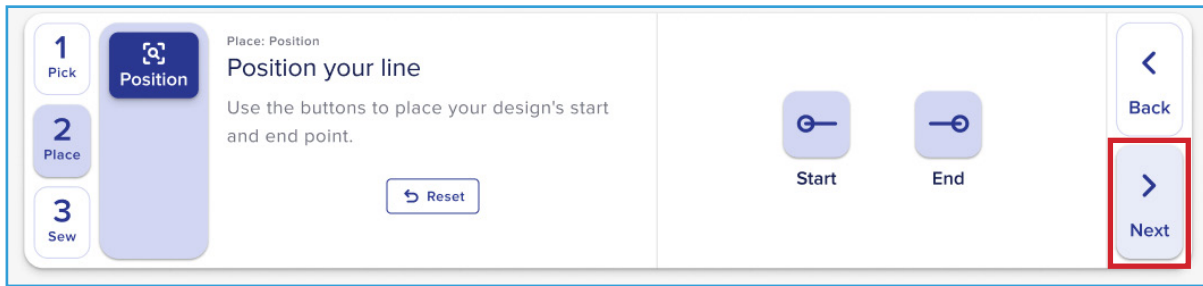 1
Pick
2
Place
3
Sew
Position
Place: Position
Position your line
Use the buttons to place your design's start
and end point.
Reset
Start
End
Back
Next